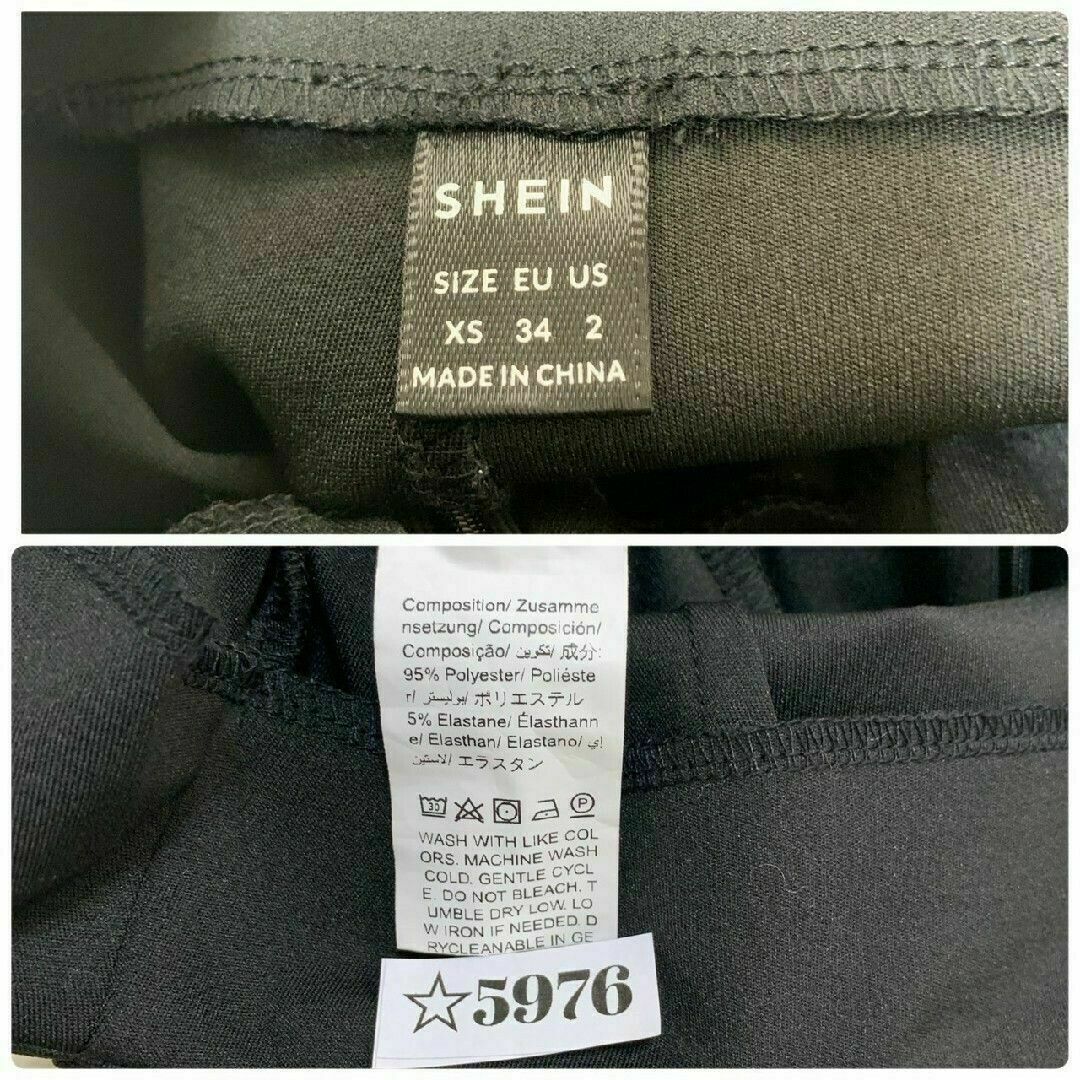 SHEIN
SIZE EU US
XS 34 2
MADE IN CHINA
Composition/ Zusamme
nsetzung/ Composición/
Composição/ تكوين/ 成分:
95% Polyester/ Poliéste
r/ بوليستر/ ポリエステル
5% Elastane/ Élasthann
e/ Elasthan/ Elastano/ إي
لاستين/ エラスタン
30 P
WASH WITH LIKE COL
ORS. MACHINE WASH
COLD. GENTLE CYCL
E. DO NOT BLEACH. T
UMBLE DRY LOW. LO
W IRON IF NEEDED. D
RYCLEANABLE IN GE
☆5976